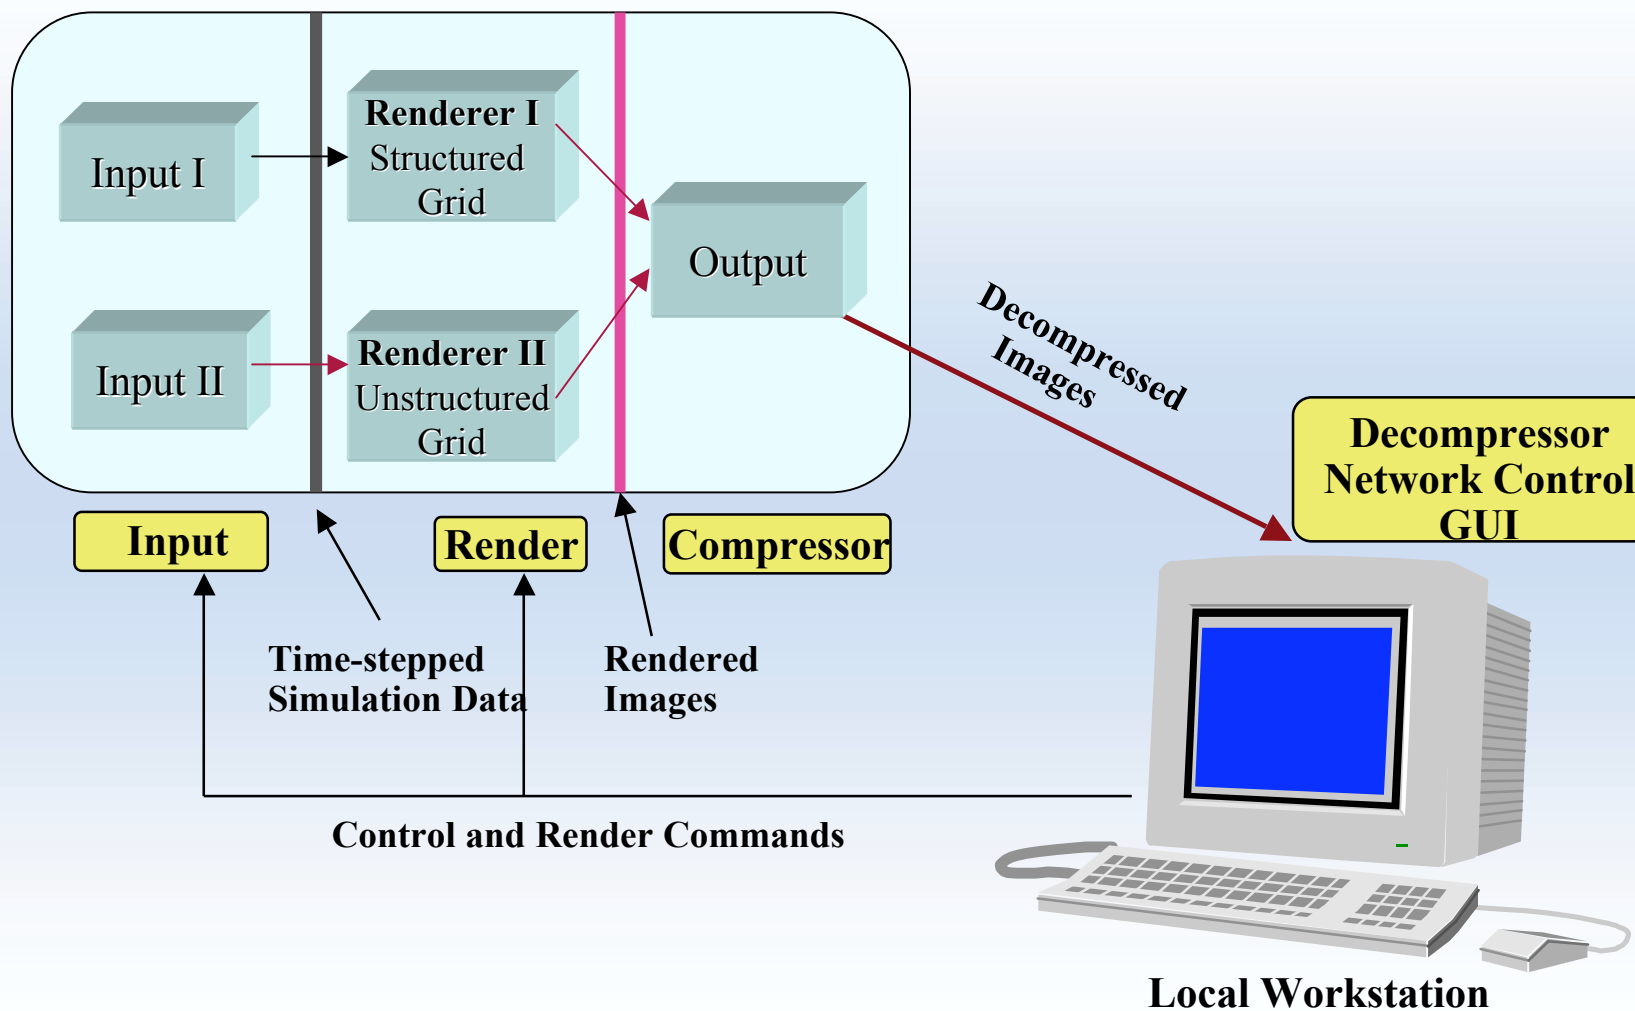 Input I
Renderer I
Structured
Grid
Output
Input II
Renderer II
Unstructured
Grid
Decompressed
Images
Decompressor
Network Control
GUI
Input
Render
Compressor
Time-stepped
Simulation Data
Rendered
Images
Control and Render Commands
Local Workstation